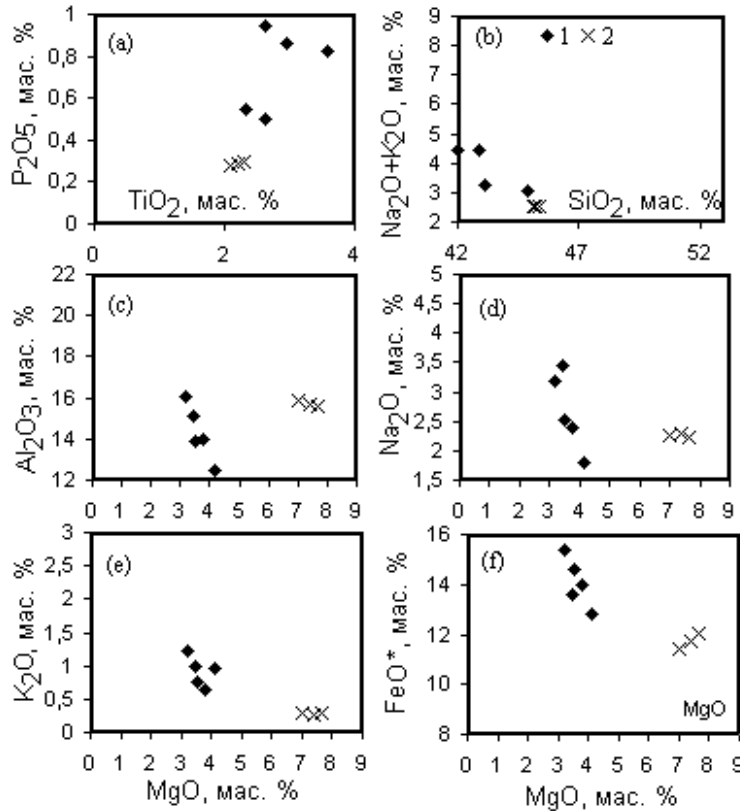 (a)
P2O5, мас. %
1
0,8
0,6
0,4
0,2
0
TiO2, мас. %
0 2 4
(b) 1 2
Na2O+K2O, мас. %
9
8
7
6
5
4
3
2
SiO2, мас. %
42 47 52
(c)
Al2O3, мас. %
22
20
18
16
14
12
0 1 2 3 4 5 6 7 8 9
(d)
Na2O, мас. %
5
4,5
4
3,5
3
2,5
2
1,5
0 1 2 3 4 5 6 7 8 9
(e)
K2O, мас. %
3
2,5
2
1,5
1
0,5
0
0 1 2 3 4 5 6 7 8 9
MgO, мас. %
(f)
FeO*, мас. %
16
14
12
10
8
MgO
0 1 2 3 4 5 6 7 8 9
MgO, мас. %